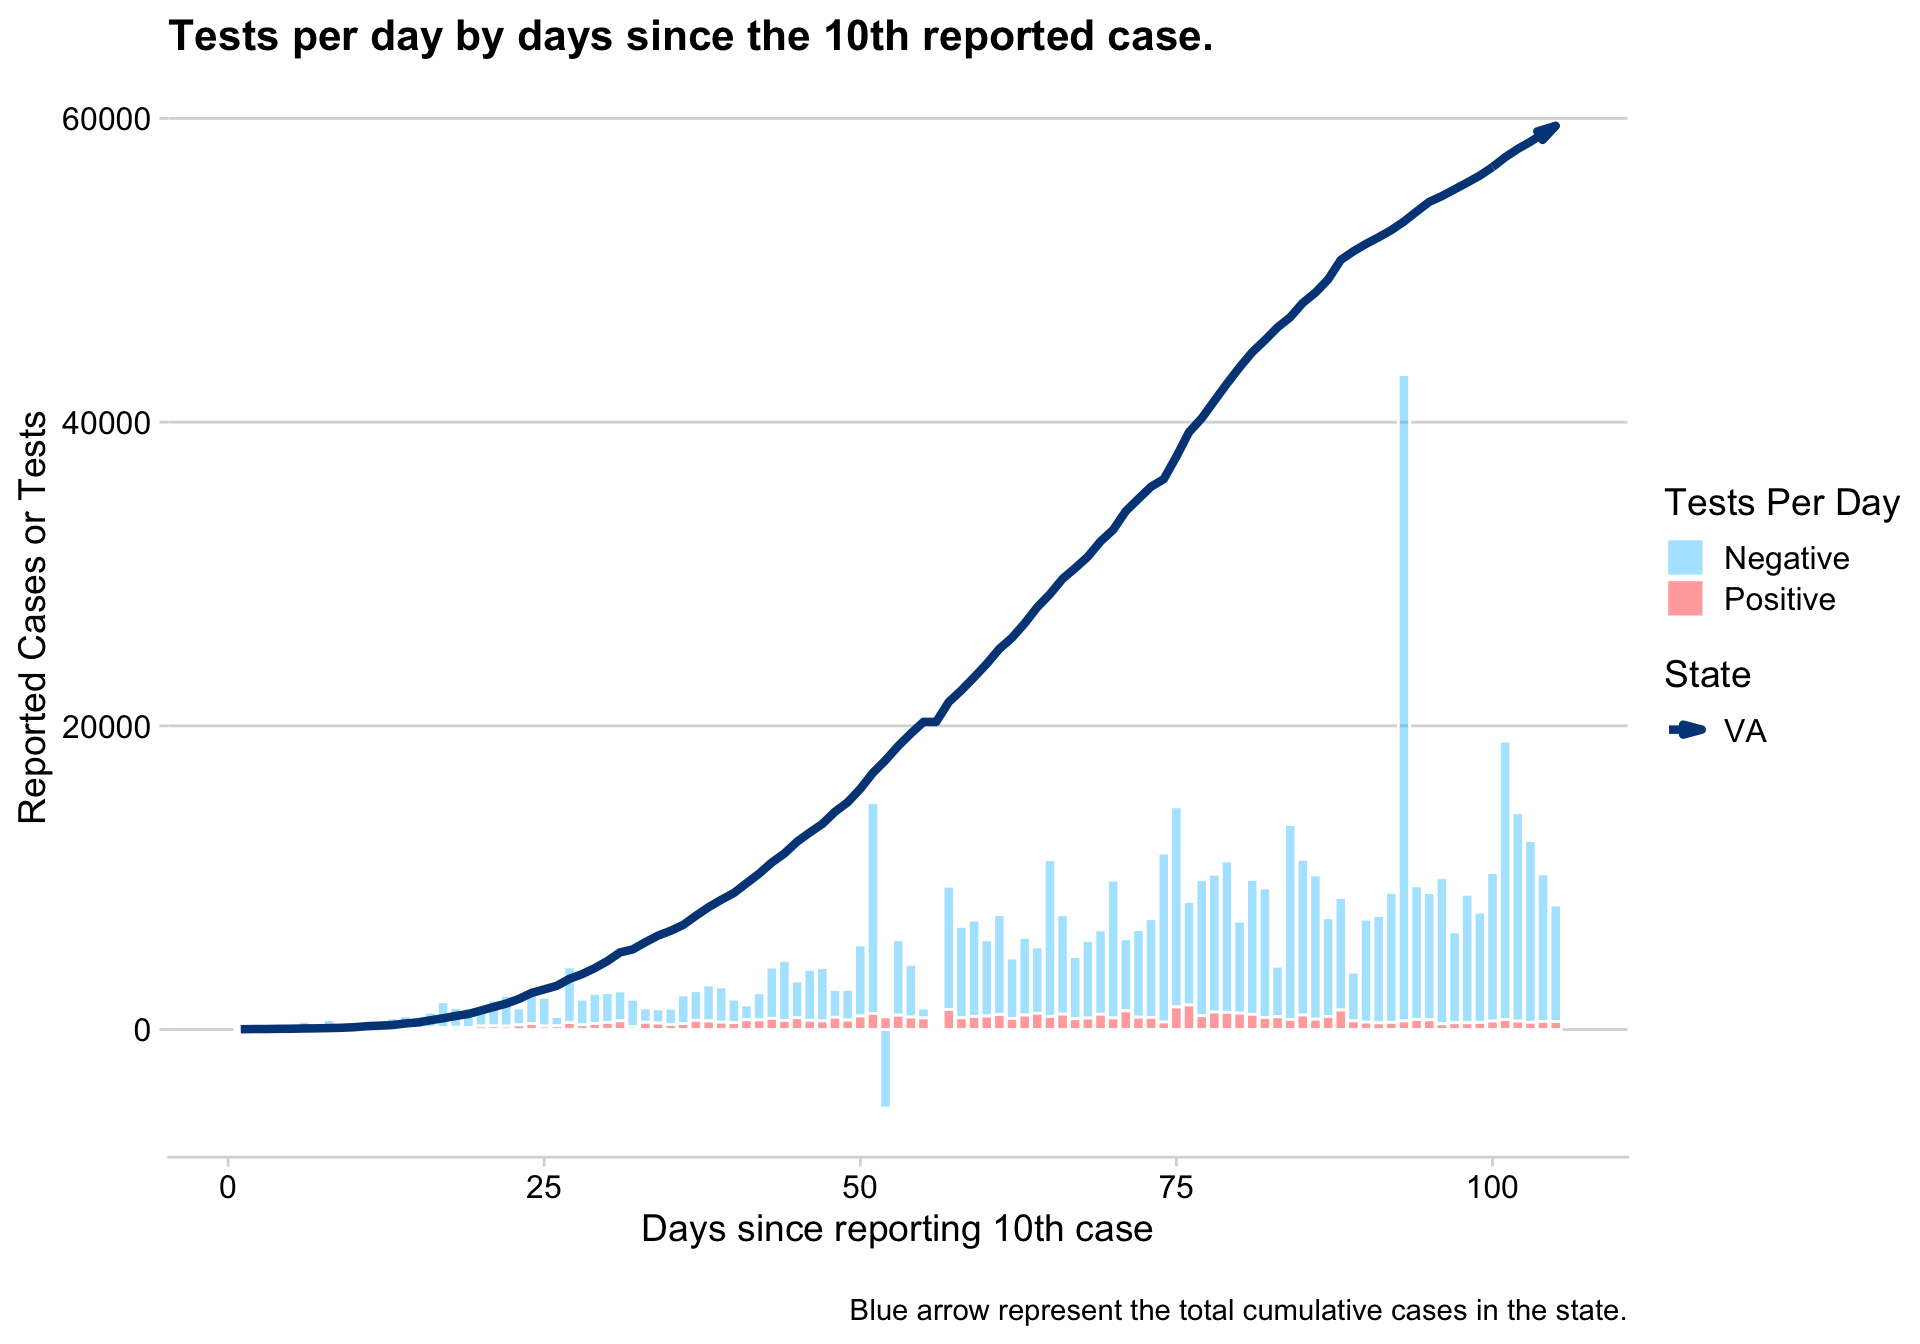 Tests per day by days since the 10th reported case.
60000
40000
20000
0
Reported Cases or Tests
0 25 50 75 100
Days since reporting 10th case
Tests Per Day
Negative
Positive
State
VA
Blue arrow represent the total cumulative cases in the state.